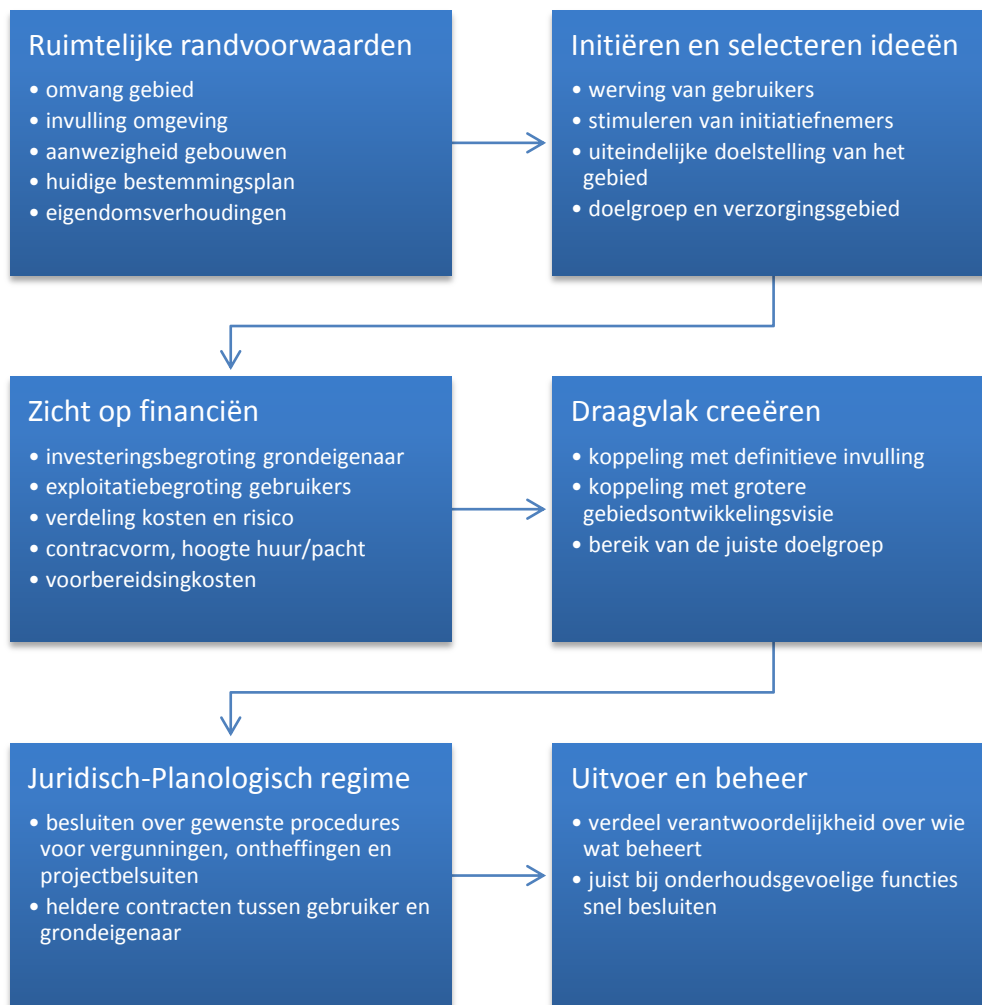 Ruimtelijke randvoorwaarden
• omvang gebied
• invulling omgeving
• aanwezigheid gebouwen
• huidige bestemmingsplan
• eigendomsverhoudingen
Initiëren en selecteren ideeën
• werving van gebruikers
• stimuleren van initiatiefnemers
• uiteindelijke doelstelling van het
gebied
• doelgroep en verzorgingsgebied
Zicht op financiën
• investeringsbegroting grondeigenaar
• exploitatiebegroting gebruikers
• verdeling kosten en risico
• contracvorm, hoogte huur/pacht
• voorbereidsingkosten
Draagvlak creeëren
• koppeling met definitieve invulling
• koppeling met grotere
gebiedsontwikkelingsvisie
• bereik van de juiste doelgroep
Juridisch-Planologisch regime
• besluiten over gewenste procedures
voor vergunningen, ontheffingen en
projectbelsuiten
• heldere contracten tussen gebruiker en
grondeigenaar
Uitvoer en beheer
• verdeel verantwoordelijkheid over wie
wat beheert
• juist bij onderhoudsgevoelige functies
snel besluiten